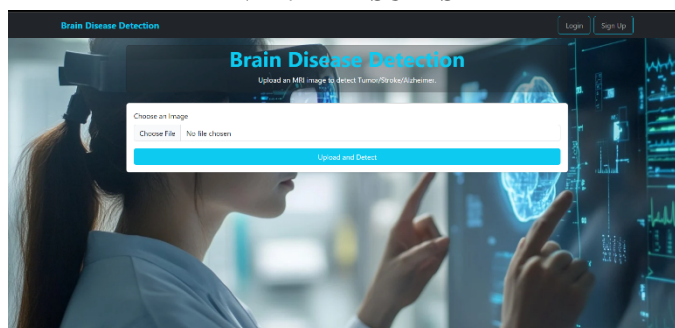 Brain Disease Detection
Login
Sign Up
Brain Disease Detection
Upload an MRI image to detect Tumor/Stroke/Alzheimer.
Choose an Image
Choose File No file chosen
Upload and Detect